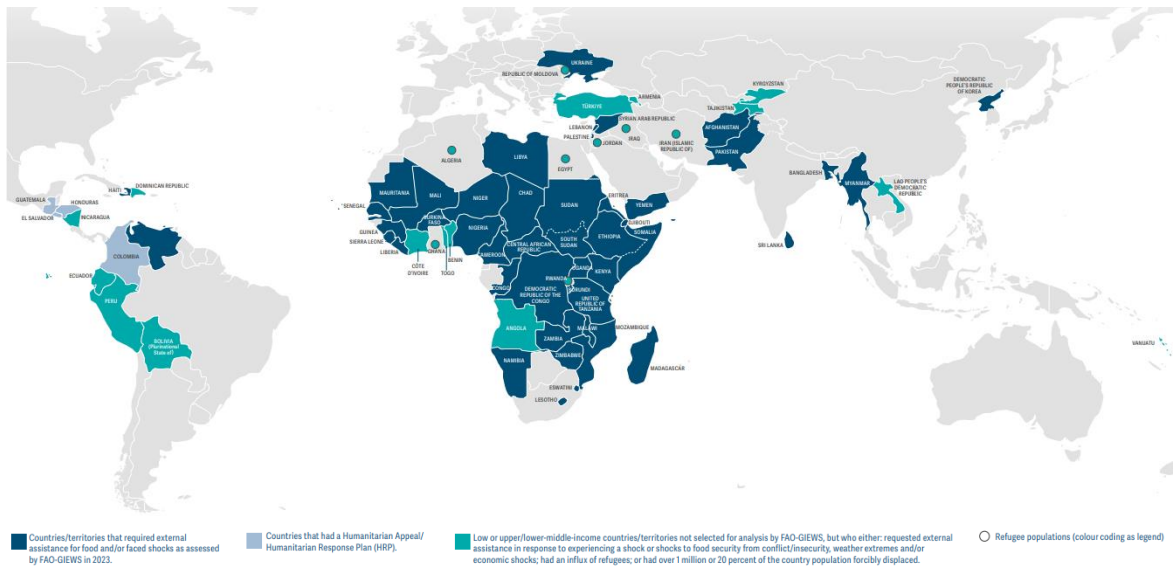 UKRAINE
REPUBLIC OF MOLDOVA
KYRGYZSTAN
DEMOCRATIC
PEOPLE'S REPUBLIC
OF KOREA
ARMENIA
TÜRKIYE
TAJIKISTAN
SYRIAN ARAB REPUBLIC
LEBANON
AFGHANISTAN
PALESTINE
JORDAN
IRAQ
IRAN (ISLAMIC
REPUBLIC OF)
PAKISTAN
ALGERIA
LIBYA
EGYPT
BANGLADESH
MYANMAR
LAO PEOPLE'S
DEMOCRATIC
REPUBLIC
DOMINICAN REPUBLIC
HAITI
GUATEMALA
HONDURAS
EL SALVADOR
NICARAGUA
MAURITANIA
MALI
NIGER
CHAD
SUDAN
ERITREA
YEMEN
SENEGAL
BURKINA
FASO
DJIBOUTI
GUINEA
NIGERIA
ETHIOPIA
SOMALIA
SIERRA LEONE
CENTRAL AFRICAN
REPUBLIC
SOUTH
SUDAN
SRI LANKA
LIBERIA
GHANA
BENIN
CAMEROON
CÔTE
D'IVOIRE
TOGO
COLOMBIA
ECUADOR
UGANDA
KENYA
CONGO
RWANDA
DEMOCRATIC
REPUBLIC OF THE
CONGO
BURUNDI
UNITED
REPUBLIC OF
TANZANIA
PERU
ANGOLA
MALAWI
MOZAMBIQUE
ZAMBIA
BOLIVIA
(Plurinational
State of)
VANUATU
NAMIBIA
ZIMBABWE
MADAGASCAR
ESWATINI
LESOTHO
Countries/territories that required external
assistance for food and/or faced shocks as assessed
by FAO-GIEWS in 2023.
Countries that had a Humanitarian Appeal/
Humanitarian Response Plan (HRP).
Low or upper/lower-middle-income countries/territories not selected for analysis by FAO-GIEWS, but who either: requested external
assistance in response to experiencing a shock or shocks to food security from conflict/insecurity, weather extremes and/or
economic shocks; had an influx of refugees; or had over 1 million or 20 percent of the country population forcibly displaced.
Refugee populations (colour coding as legend)